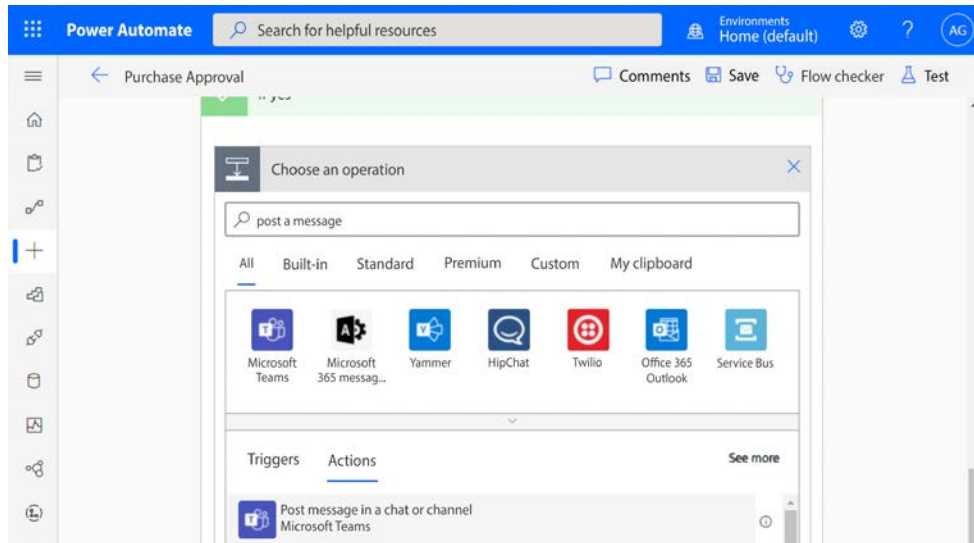 Power Automate
Search for helpful resources
Environments
Home (default)
?
AG
Purchase Approval
Comments
Save
Flow checker
Test
If yes
Choose an operation
post a message
All
Built-in
Standard
Premium
Custom
My clipboard
Microsoft
Teams
Microsoft
365 messag...
Yammer
HipChat
Twilio
Office 365
Outlook
Service Bus
Triggers
Actions
See more
Post message in a chat or channel
Microsoft Teams